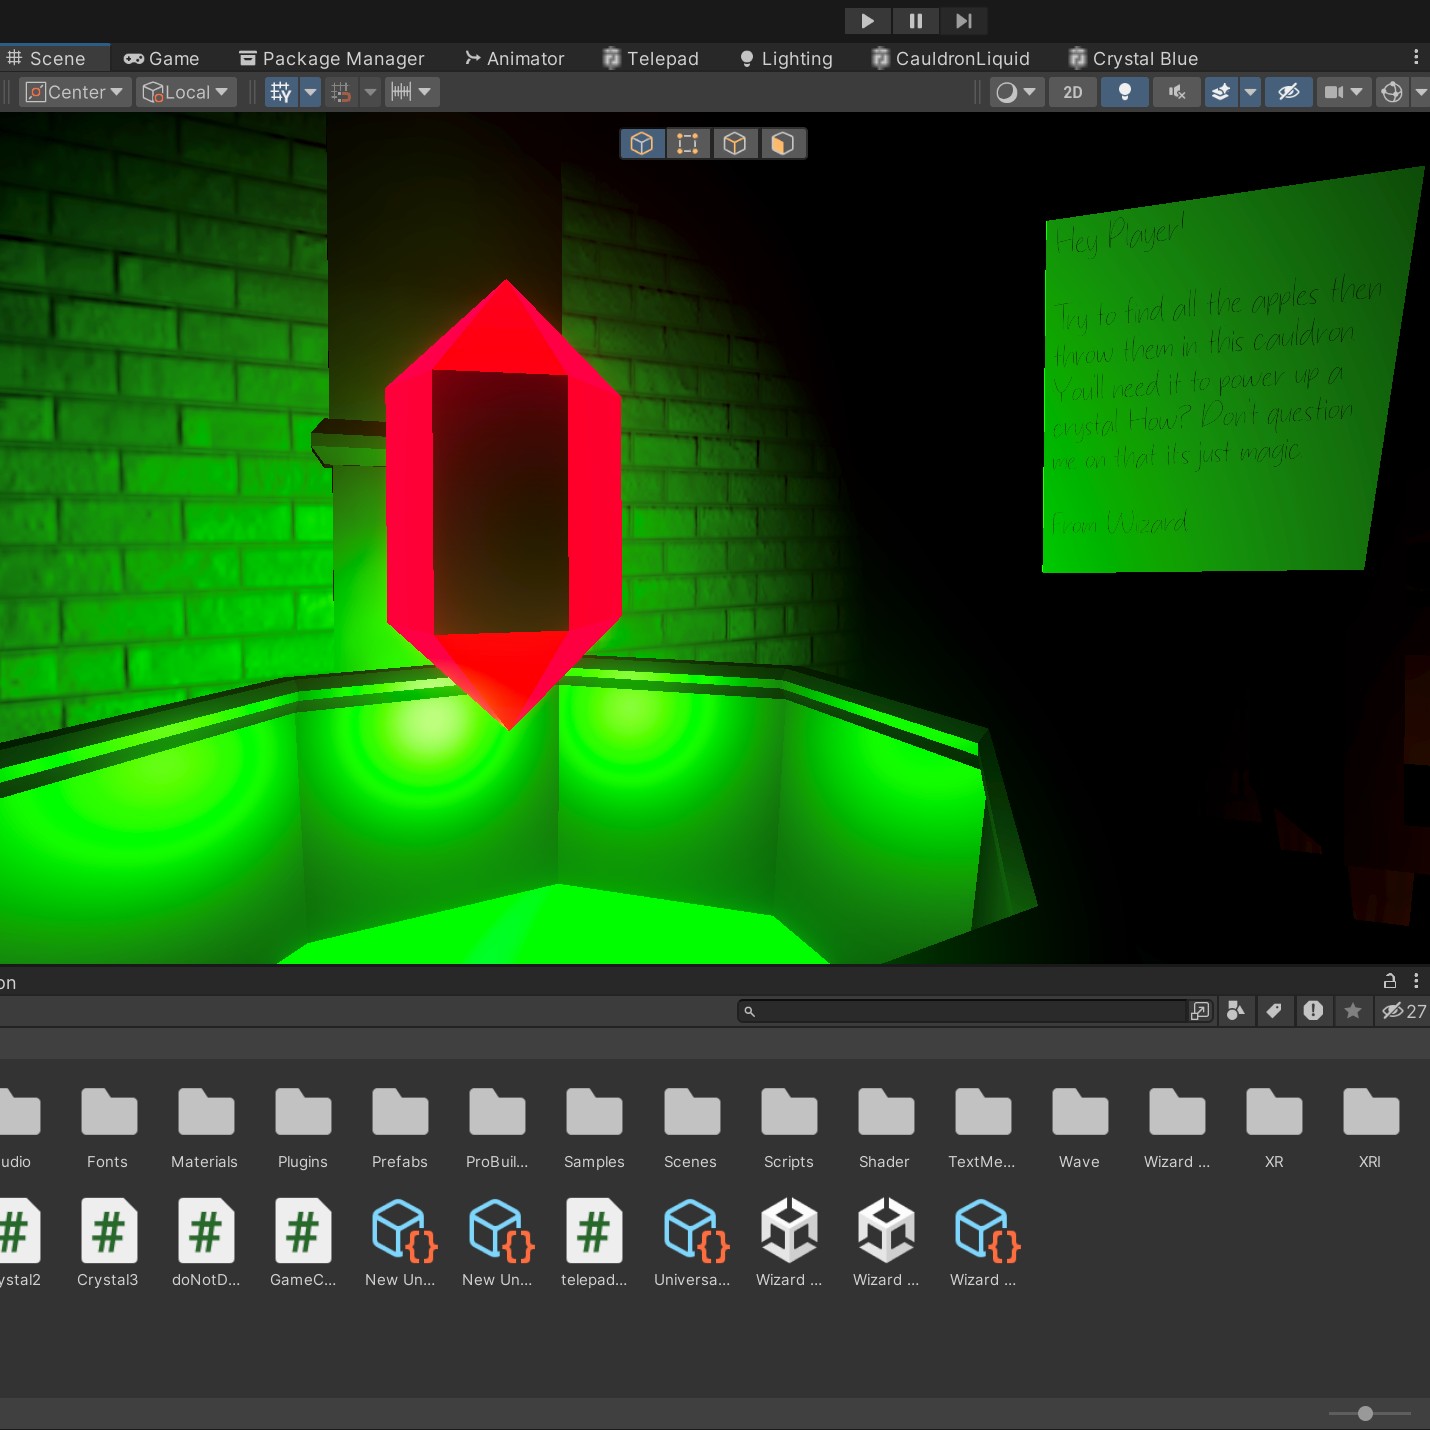 Scene Game Package Manager Animator Telepad Lighting CauldronLiquid Crystal Blue
Center Local 2D
Hey Player!
Try to find all the apples then
throw them in this cauldron
You'll need it to power up a
crystal How? Don't question
me on that it's just magic.
From Wizard
on
27
udio Fonts Materials Plugins Prefabs ProBuil... Samples Scenes Scripts Shader TextMe... Wave Wizard ... XR XRI
ystal2 Crystal3 doNotD... GameC... New Un... New Un... telepad... Universa... Wizard ... Wizard ... Wizard ...